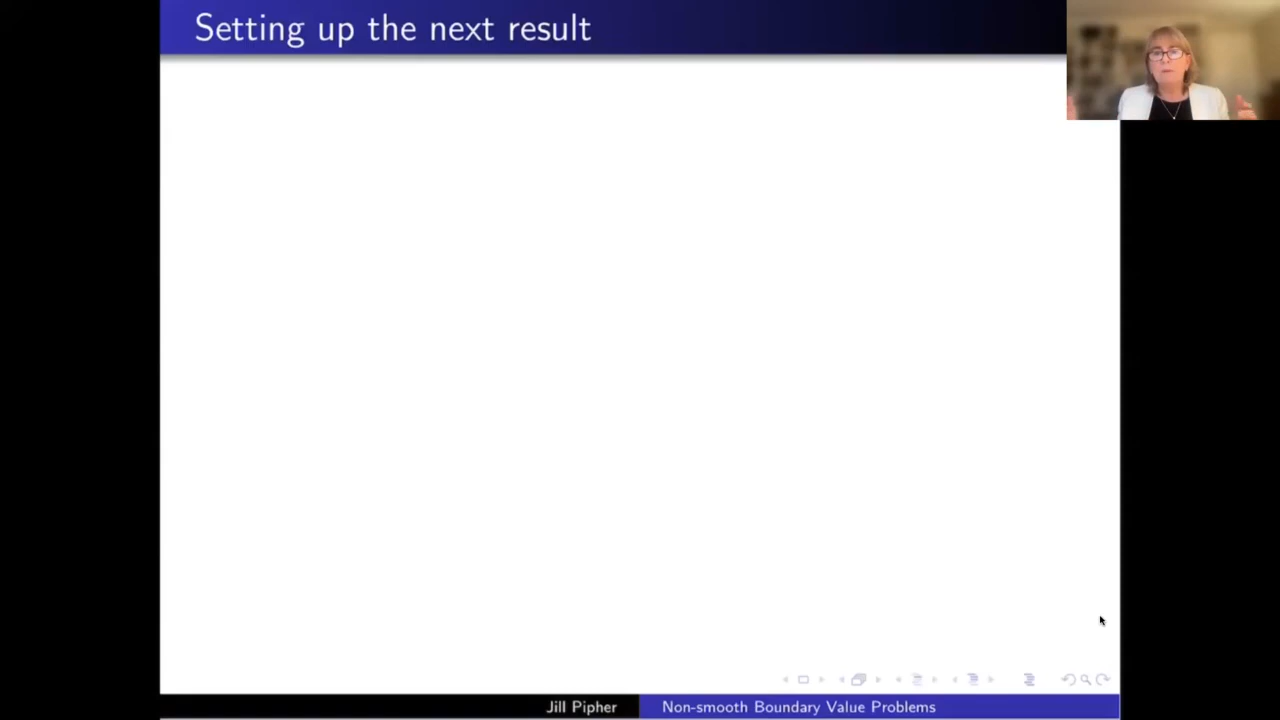 Setting up the next result
Jill Pipher
Non-smooth Boundary Value Problems